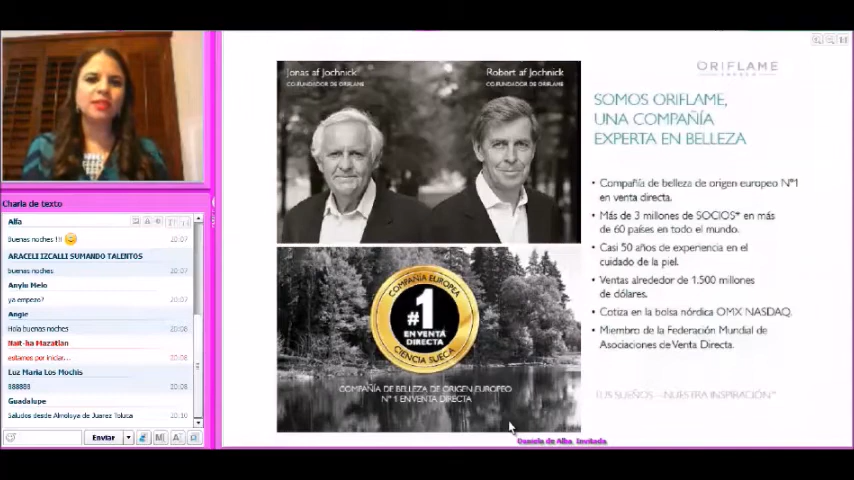 Jonas af Jochnick
CO-FUNDADOR DE ORIFLAME
Robert af Jochnick
CO-FUNDADOR DE ORIFLAME
ORIFLAME
SWEDEN
SOMOS ORIFLAME,
UNA COMPAÑÍA
EXPERTA EN BELLEZA
• Compañía de belleza de origen europeo Nº1
en venta directa.
• Más de 3 millones de SOCIOS* en más
de 60 países en todo el mundo.
• Casi 50 años de experiencia en el
cuidado de la piel.
• Ventas alrededor de 1.500 millones
de dólares.
• Cotiza en la bolsa nórdica OMX NASDAQ.
• Miembro de la Federación Mundial de
Asociaciones de Venta Directa.
TUS SUEÑOS – NUESTRA INSPIRACIÓN™
COMPAÑÍA EUROPEA
#1
EN VENTA
DIRECTA
CIENCIA SUECA
COMPAÑÍA DE BELLEZA DE ORIGEN EUROPEO
Nº 1 EN VENTA DIRECTA
Daniela de Alba Invitada
Charla de texto
Alfa
Buenas noches !!! 20:07
ARACELI IZCALLI SUMANDO TALENTOS
buenas noches 20:07
Anylu Melo
ya empezo? 20:07
Angie
Hola buenas noches 20:08
Nait-ha Mazatlan
estamos por iniciar... 20:08
Luz Maria Los Mochis
888888 20:08
Guadalupe
Saludos desde Almoloya de Juarez Toluca 20:10
Enviar